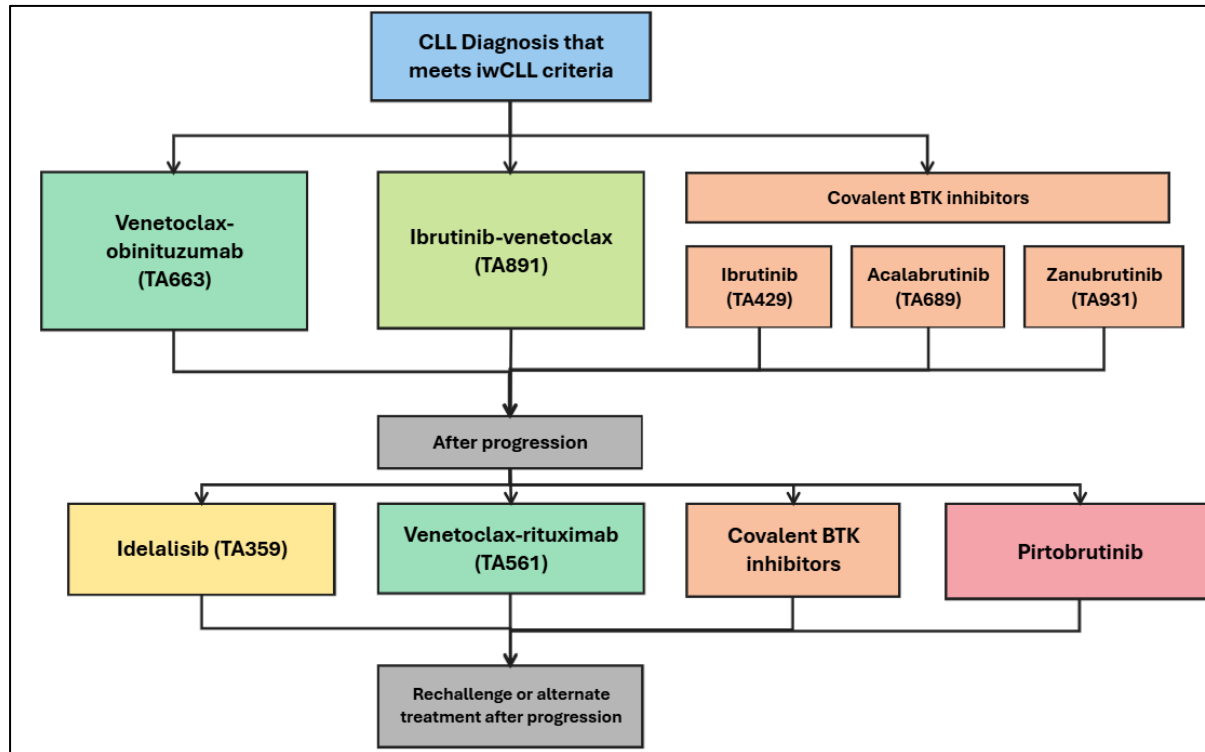 CLL Diagnosis that
meets iwCLL criteria
Venetoclax-
obinituzumab
(TA663)
Ibrutinib-venetoclax
(TA891)
Covalent BTK inhibitors
Ibrutinib
(TA429)
Acalabrutinib
(TA689)
Zanubrutinib
(TA931)
After progression
Idelalisib (TA359)
Venetoclax-rituximab
(TA561)
Covalent BTK
inhibitors
Pirtobrutinib
Rechallenge or alternate
treatment after progression